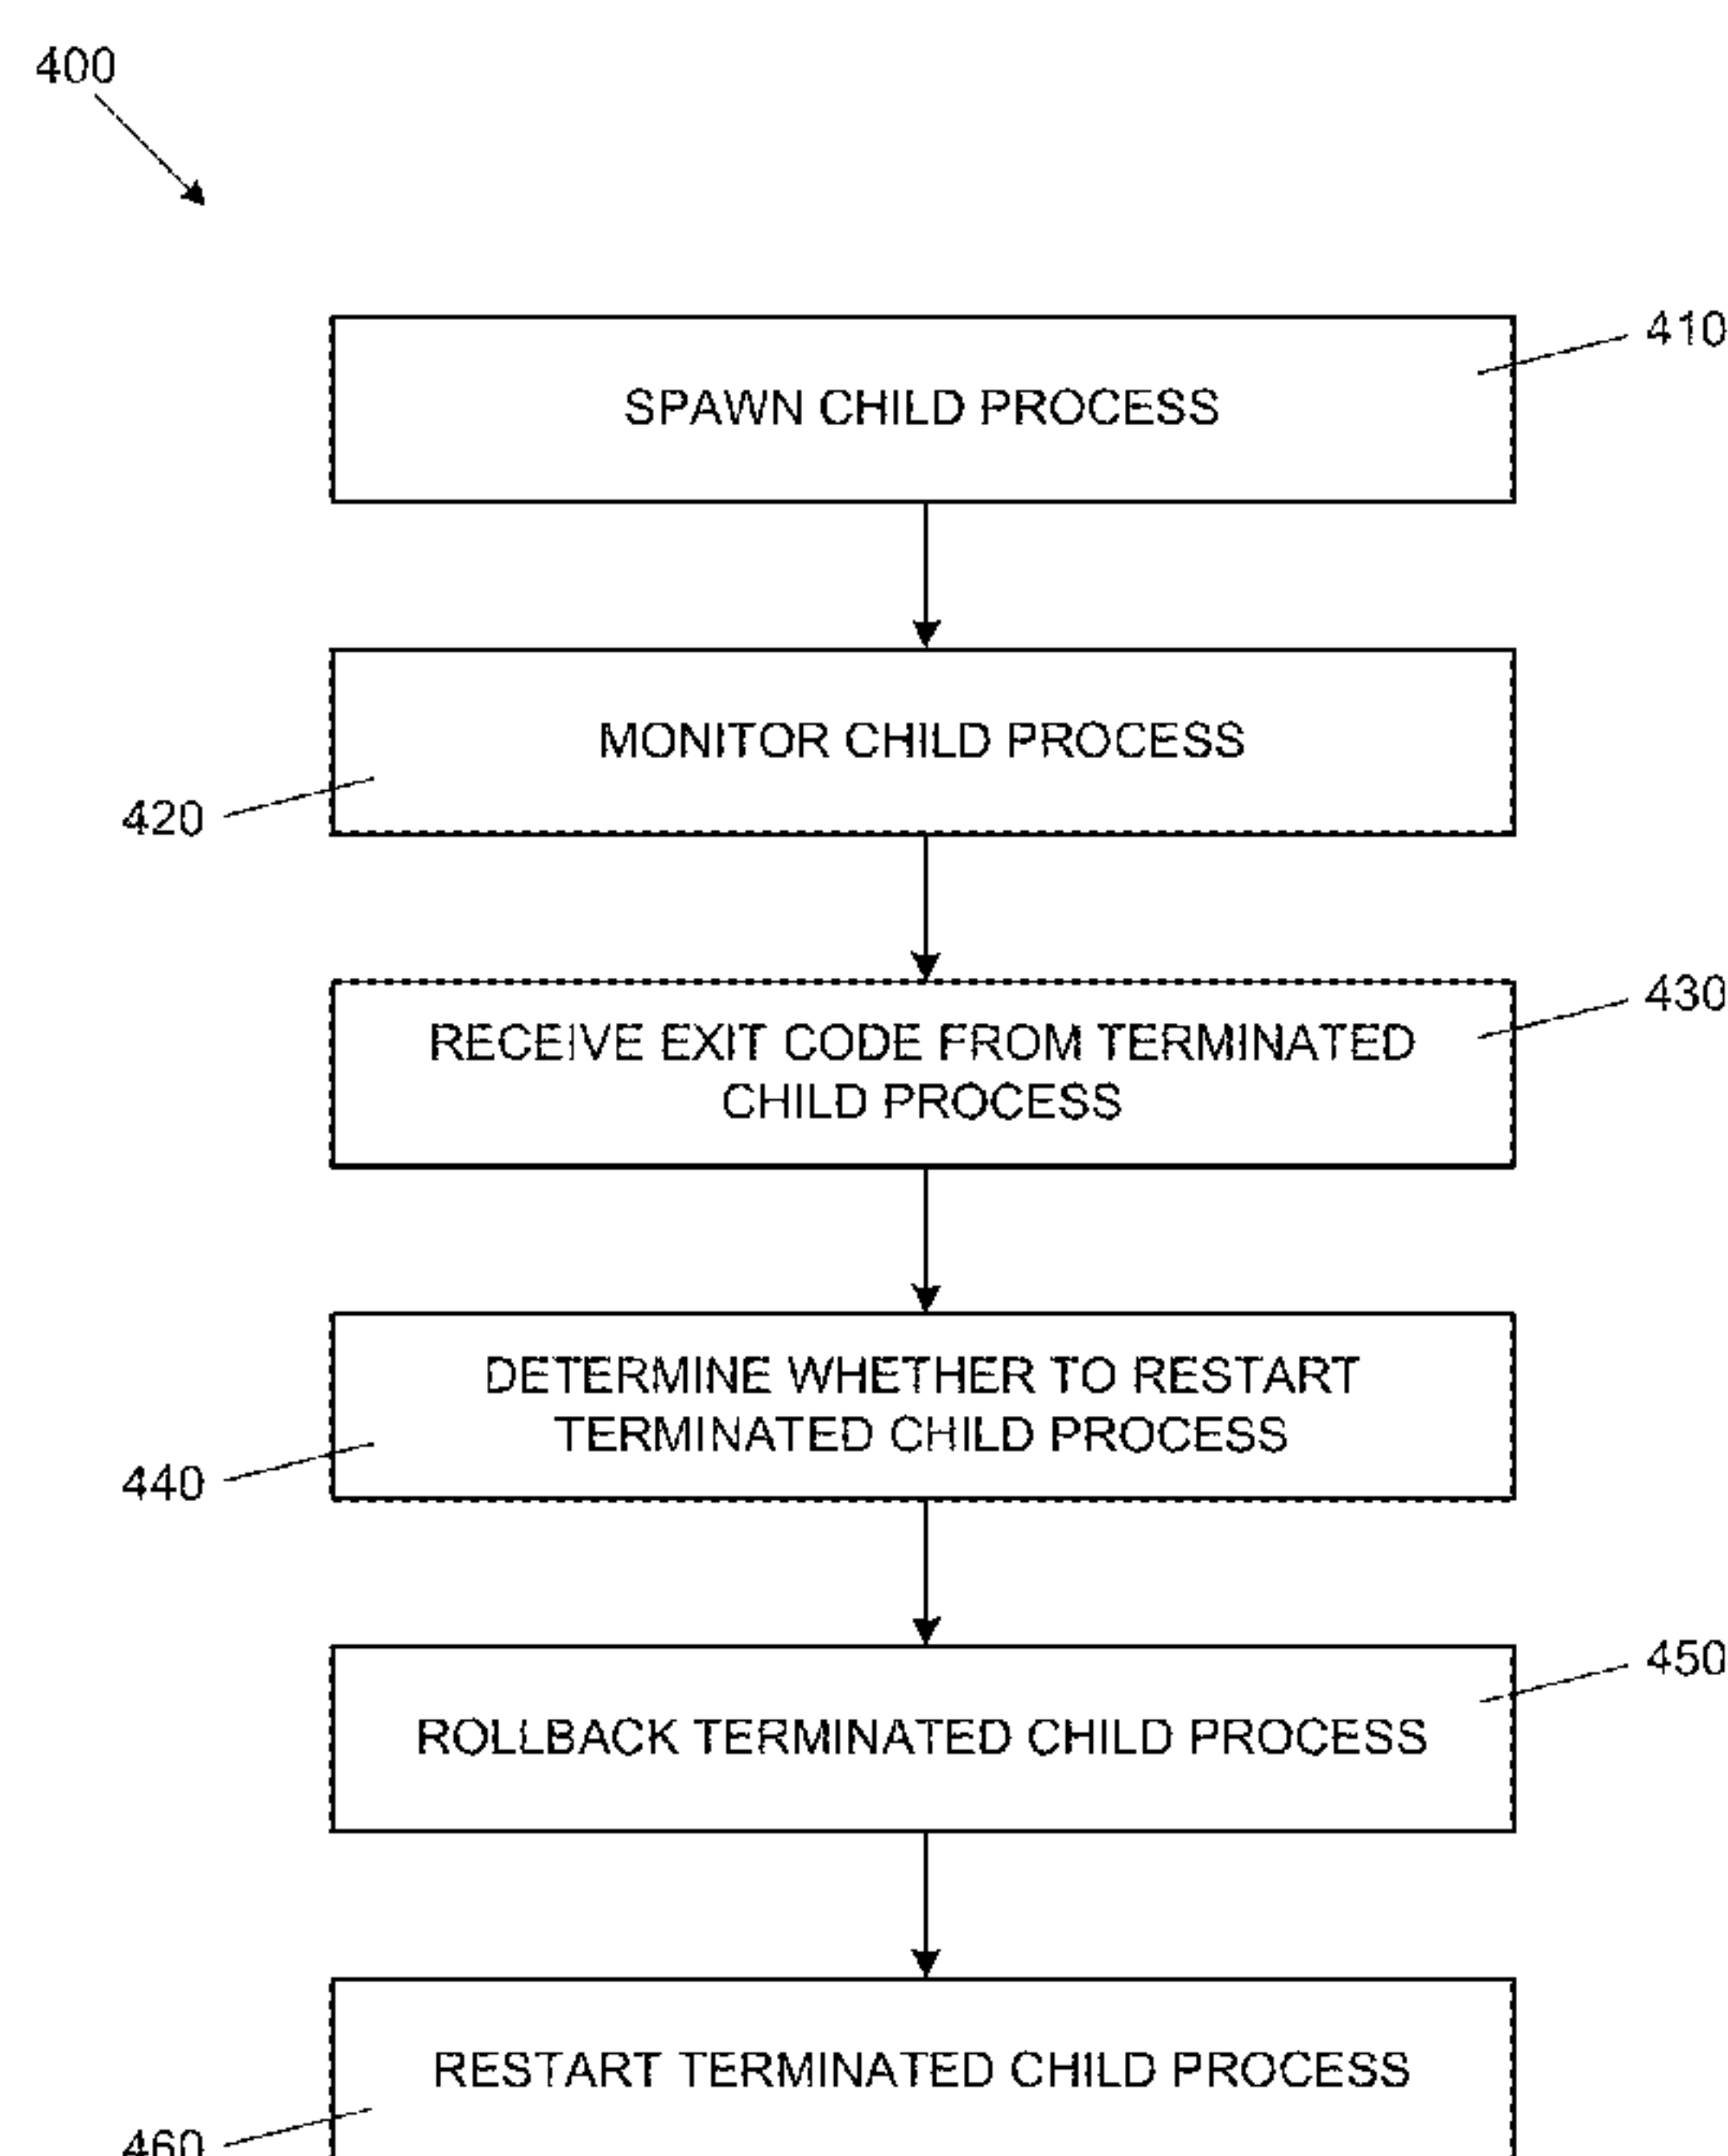 400
410
SPAWN CHILD PROCESS
MONITOR CHILD PROCESS
420
430
RECEIVE EXIT CODE FROM TERMINATED
CHILD PROCESS
DETERMINE WHETHER TO RESTART
TERMINATED CHILD PROCESS
440
450
ROLLBACK TERMINATED CHILD PROCESS
RESTART TERMINATED CHILD PROCESS
460